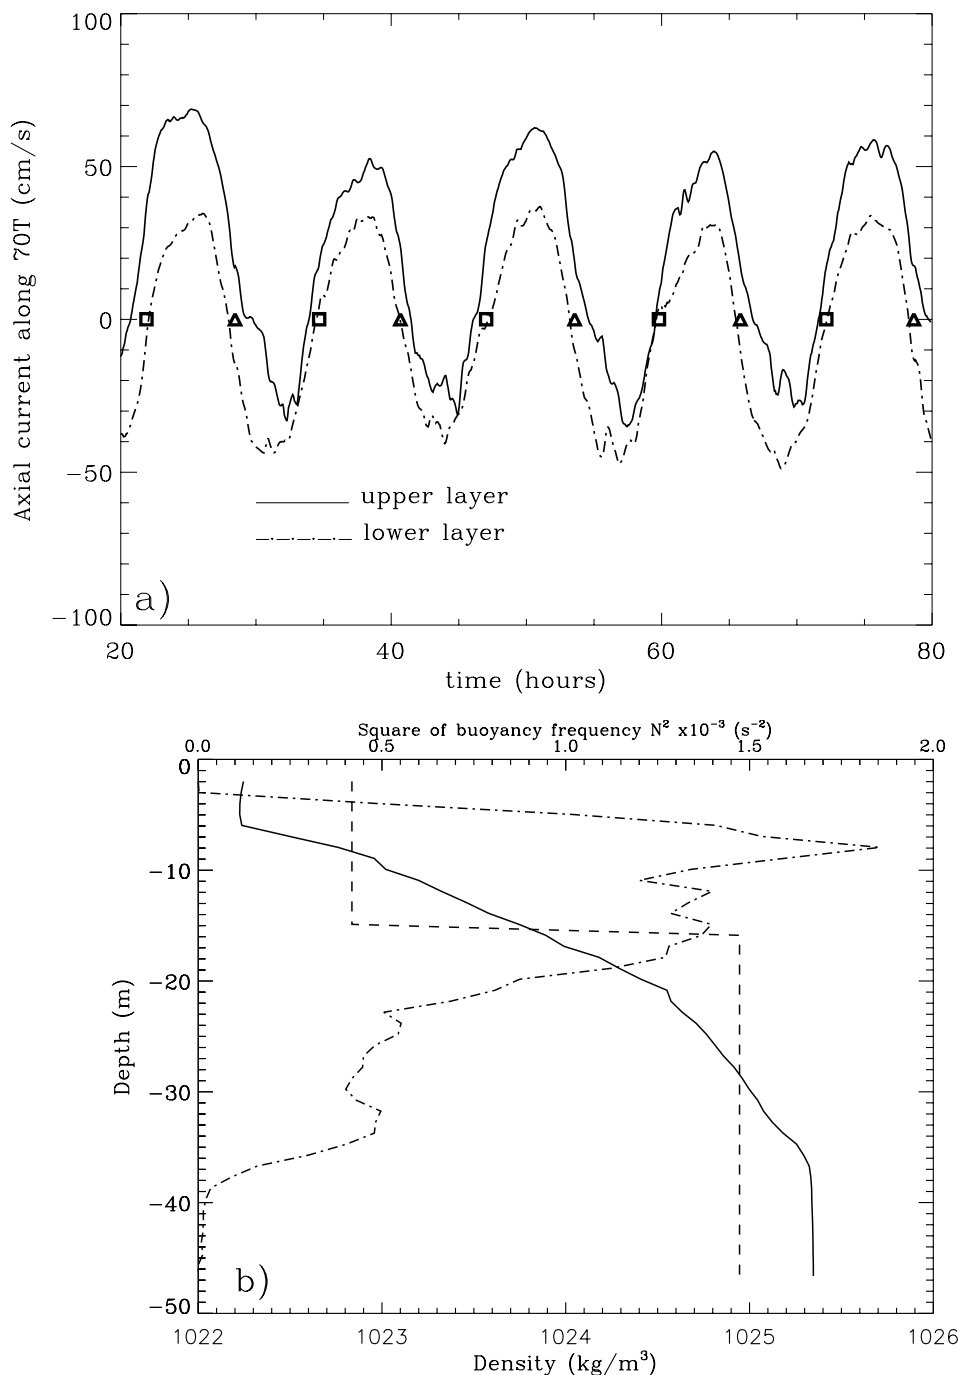 100
50
0
−50
−100
Axial current along 70T (cm/s)
upper layer
lower layer
a)
20 40 60 80
time (hours)
Square of buoyancy frequency N² x10⁻³ (s⁻²)
0.0 0.5 1.0 1.5 2.0
0
−10
−20
−30
−40
−50
Depth (m)
b)
1022 1023 1024 1025 1026
Density (kg/m³)